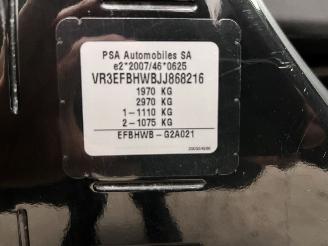 PSA Automobiles SA
e2*2007/46*0625
VR3EFBHWBJJ868216
1970 KG
2970 KG
1-1110 KG
2-1075 KG
EFBHWB-G2A021